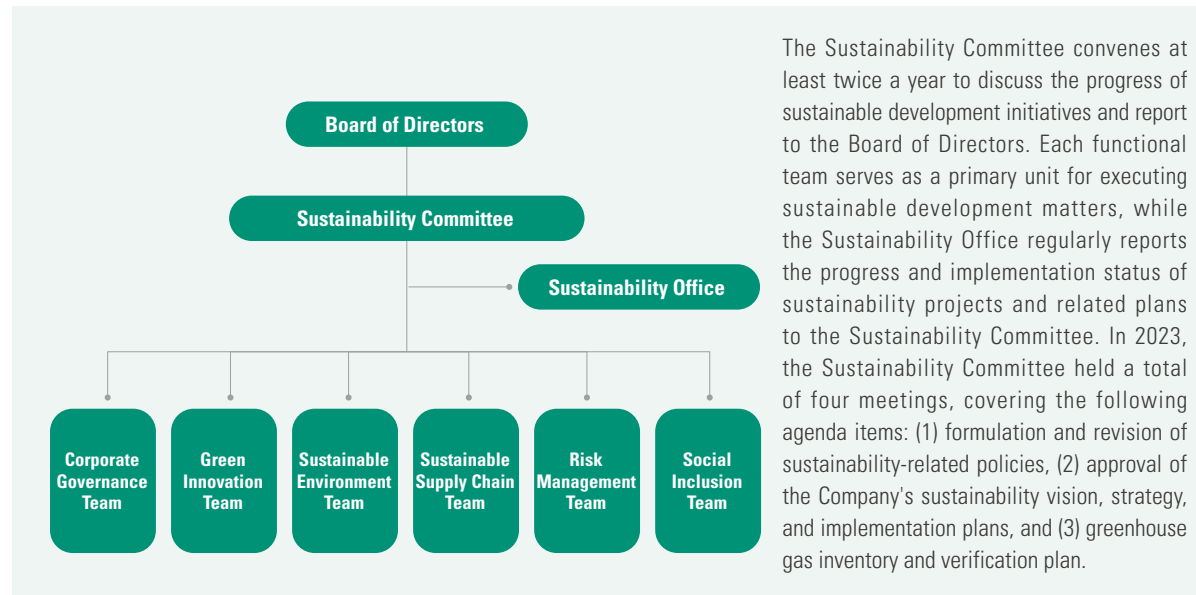 Board of Directors
Sustainability Committee
Sustainability Office
Corporate
Governance
Team
Green
Innovation
Team
Sustainable
Environment
Team
Sustainable
Supply Chain
Team
Risk
Management
Team
Social
Inclusion
Team
The Sustainability Committee convenes at
least twice a year to discuss the progress of
sustainable development initiatives and report
to the Board of Directors. Each functional
team serves as a primary unit for executing
sustainable development matters, while
the Sustainability Office regularly reports
the progress and implementation status of
sustainability projects and related plans
to the Sustainability Committee. In 2023,
the Sustainability Committee held a total
of four meetings, covering the following
agenda items: (1) formulation and revision of
sustainability-related policies, (2) approval of
the Company's sustainability vision, strategy,
and implementation plans, and (3) greenhouse
gas inventory and verification plan.